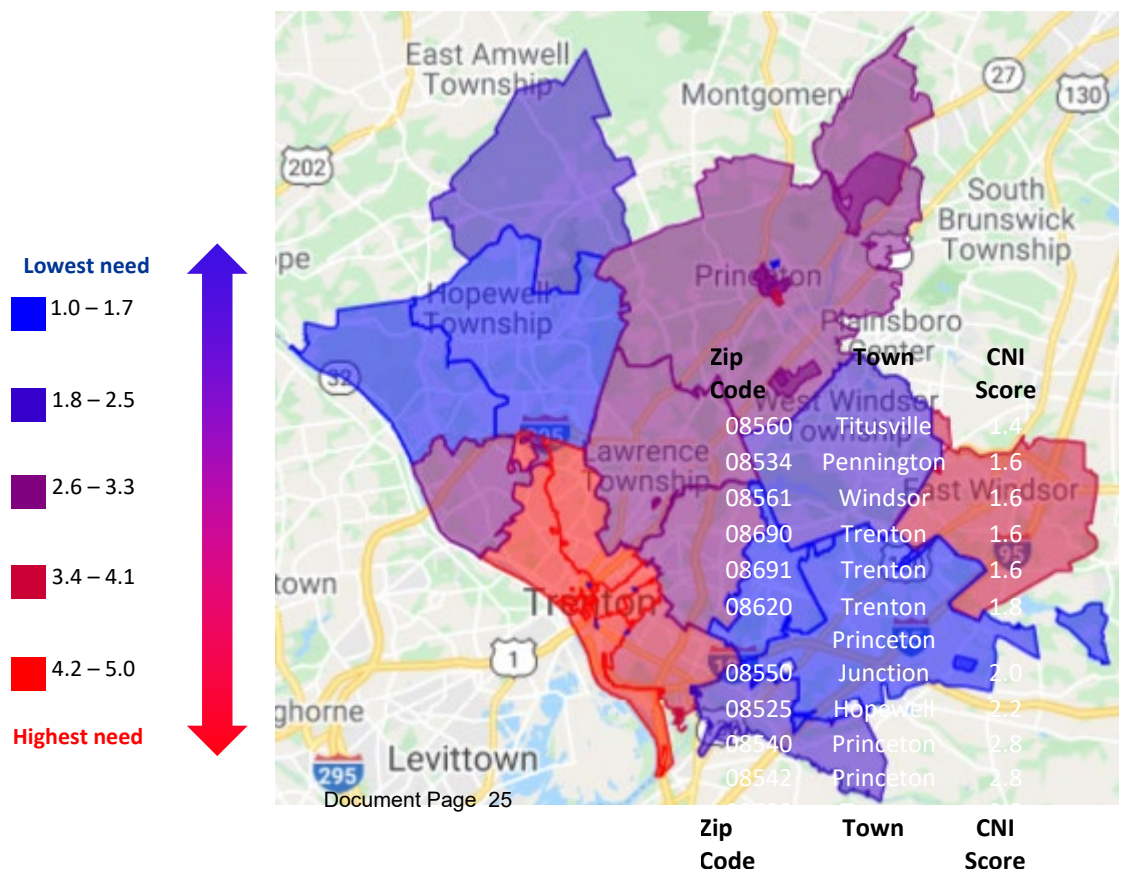 East Amwell
Township
Montgomery
27
130
202
South
Brunswick
Township
1
Lowest need
1.0 – 1.7
Hopewell
Township
Princeton
Plainsboro
Center
32
Zip
Code
Town
CNI
Score
1.8 – 2.5
West Windsor
Township
08560 Titusville 1.4
295
Lawrence
Township
08534 Pennington 1.6
East Windsor
2.6 – 3.3
08561 Windsor 1.6
08690 Trenton 1.6
95
town
08691 Trenton 1.6
3.4 – 4.1
Trenton
08620 Trenton 1.8
Princeton
08550 Junction 2.0
1
4.2 – 5.0
08525 Hopewell 2.2
ghorne
Highest need
Levittown
08540 Princeton 2.8
295
08542 Princeton 2.8
Document Page 25
Zip
Code
Town
CNI
Score